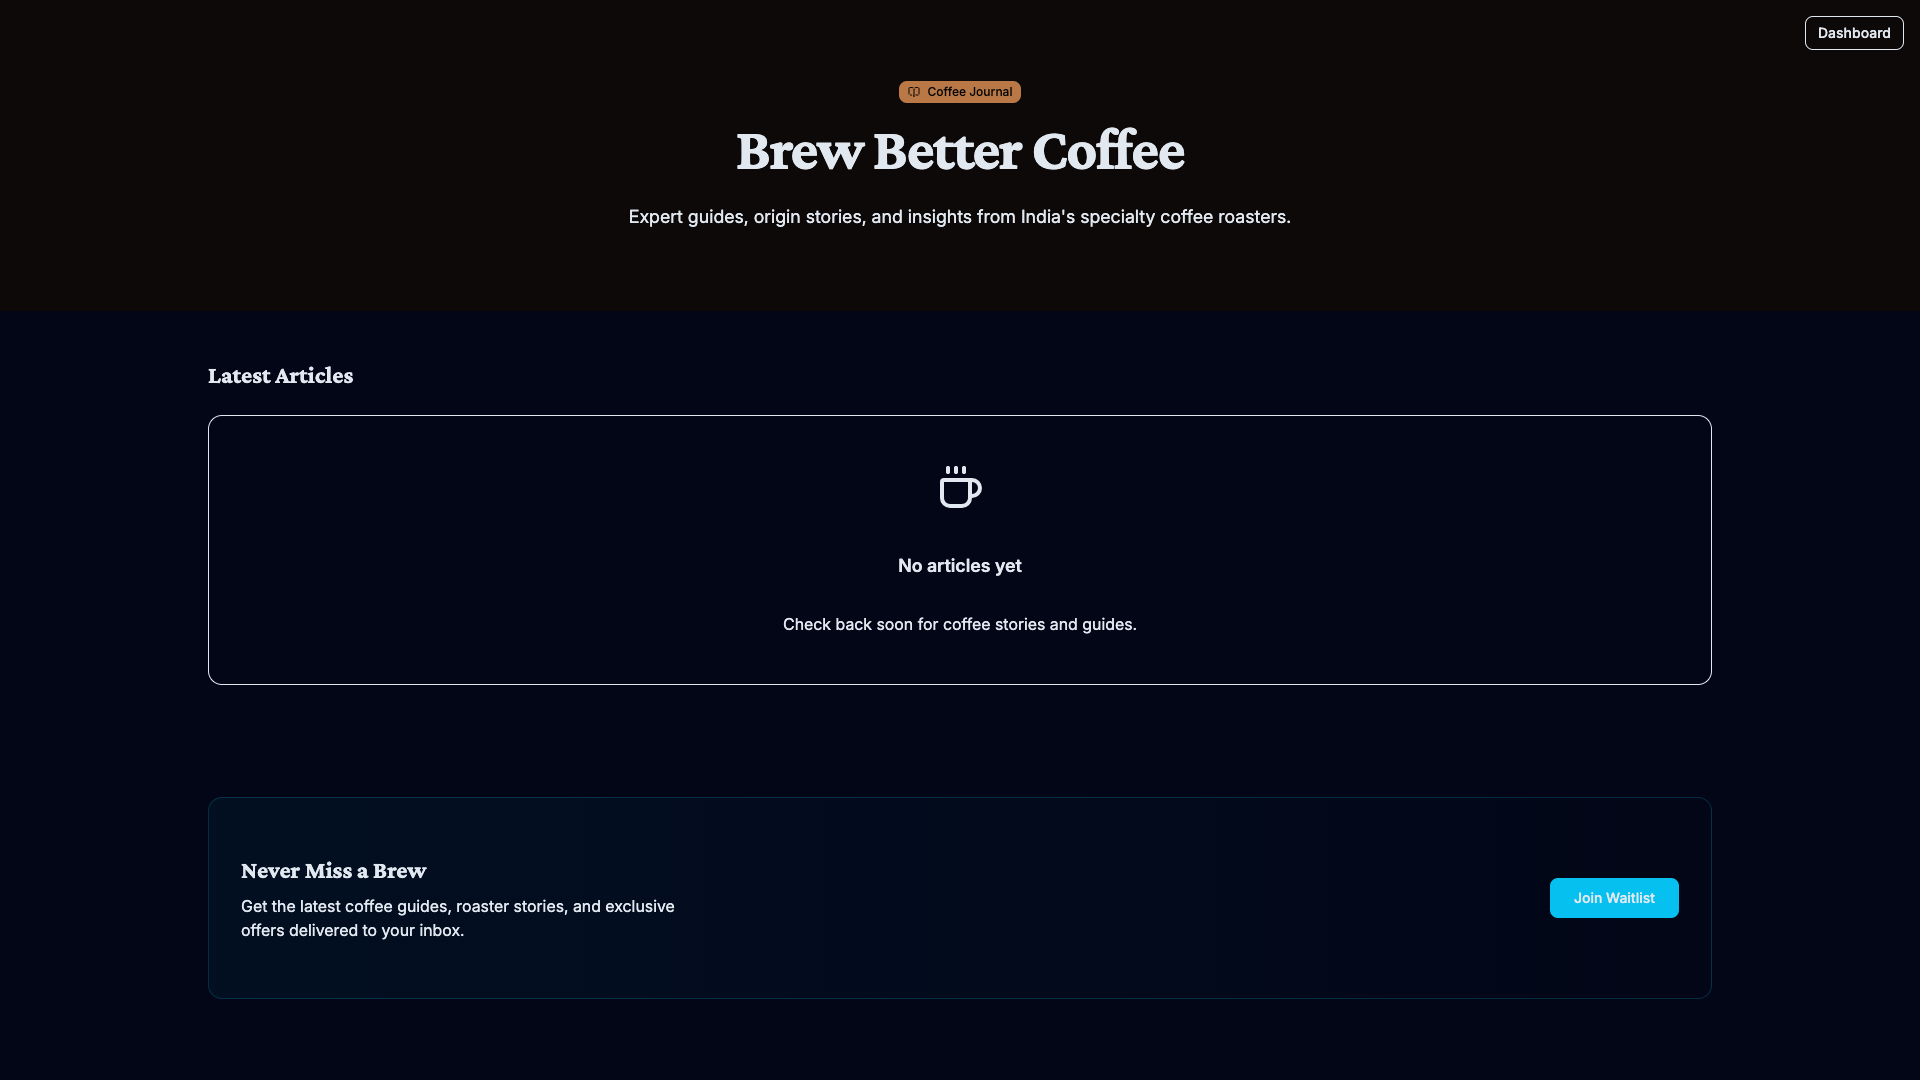 Dashboard
Coffee Journal
Brew Better Coffee
Expert guides, origin stories, and insights from India's specialty coffee roasters.
Latest Articles
No articles yet
Check back soon for coffee stories and guides.
Never Miss a Brew
Get the latest coffee guides, roaster stories, and exclusive
offers delivered to your inbox.
Join Waitlist